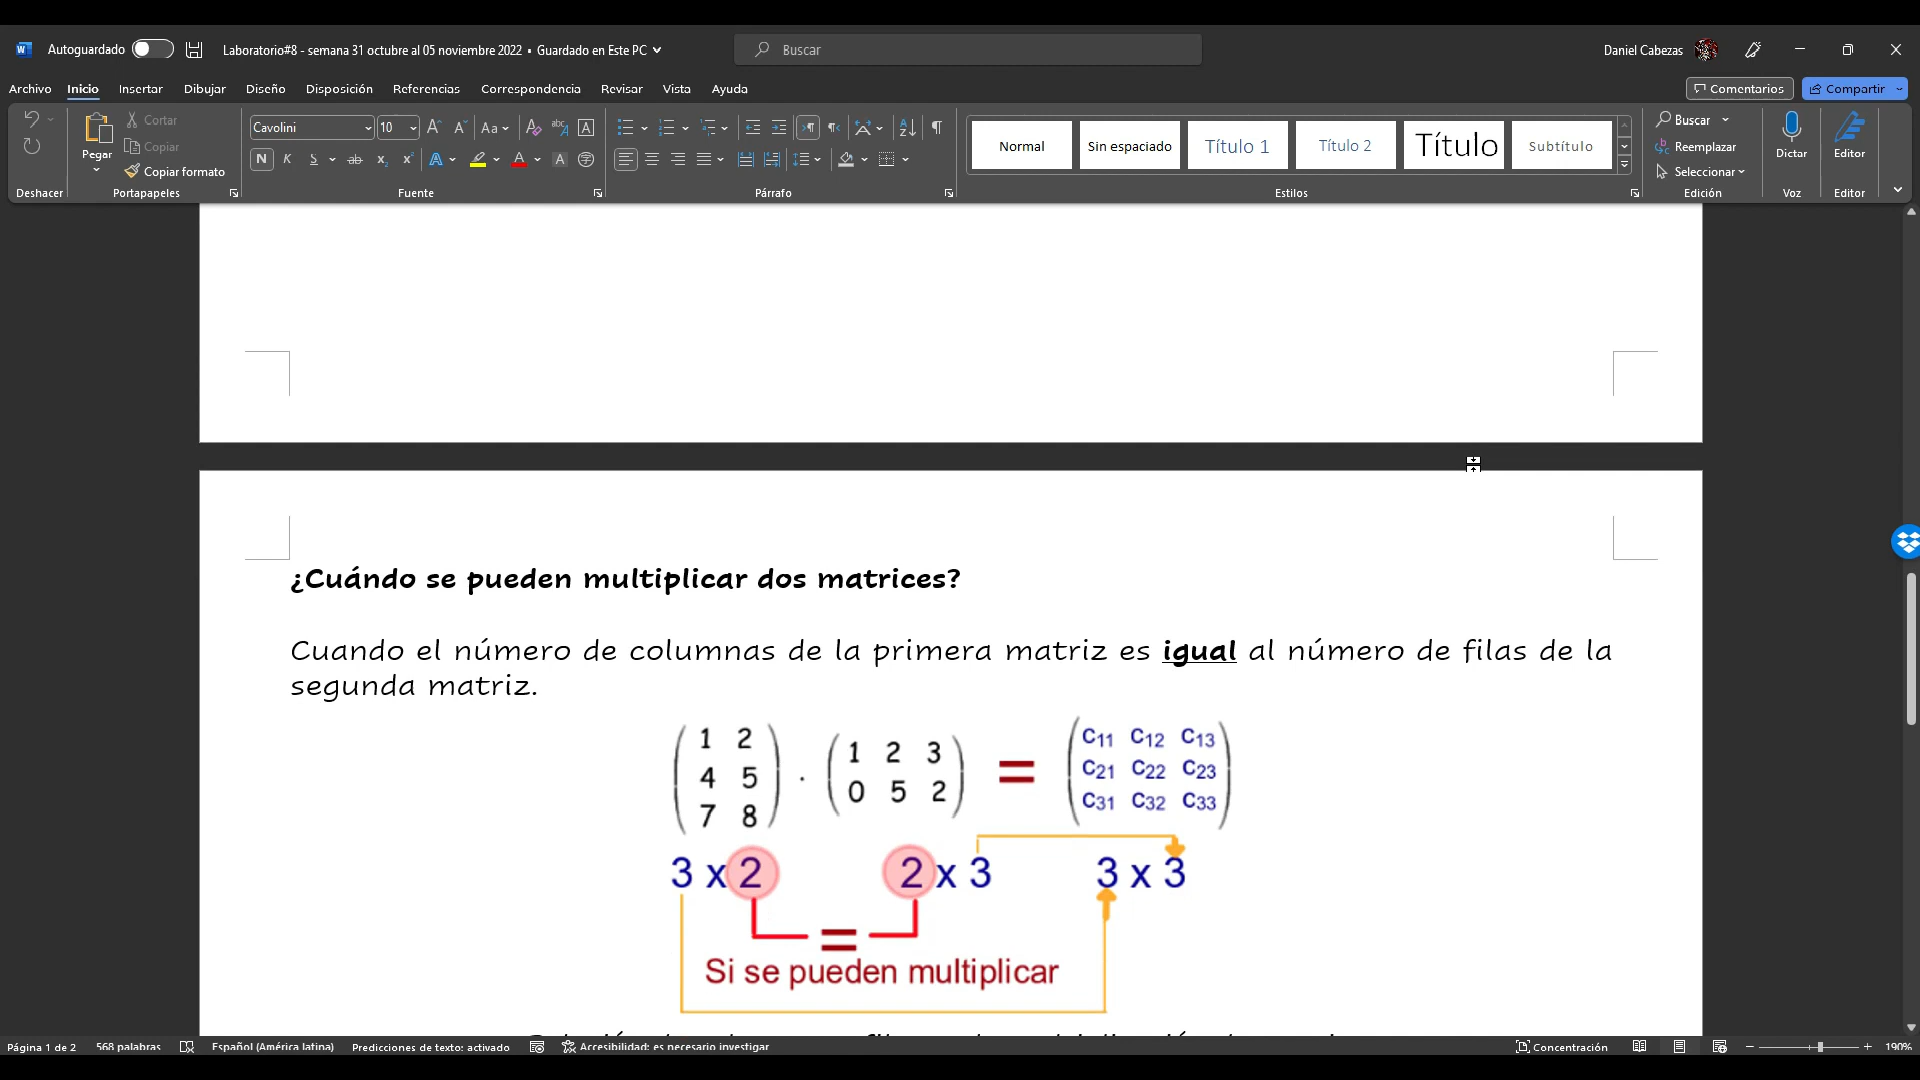 Autoguardado
Laboratorio#8 - semana 31 octubre al 05 noviembre 2022 • Guardado en Este PC
Buscar
Daniel Cabezas
Archivo Inicio Insertar Dibujar Diseño Disposición Referencias Correspondencia Revisar Vista Ayuda
Comentarios Compartir
Pegar
Cortar
Copiar
Copiar formato
Cavolini 10
Aa
N K S ab x₂ x² A A A
Normal
Sin espaciado
Título 1
Título 2
Título
Subtítulo
Buscar
Reemplazar
Seleccionar
Dictar
Editor
Deshacer Portapapeles Fuente Párrafo Estilos Edición Voz Editor
¿Cuándo se pueden multiplicar dos matrices?
Cuando el número de columnas de la primera matriz es igual al número de filas de la
segunda matriz.
1 2 1 2 3 = C11 C12 C13
4 5 · 0 5 2 C21 C22 C23
7 8 C31 C32 C33
3 x 2 2 x 3 3 x 3
=
Si se pueden multiplicar
Página 1 de 2 568 palabras Español (América latina) Predicciones de texto: activado Accesibilidad: es necesario investigar Concentración 190%